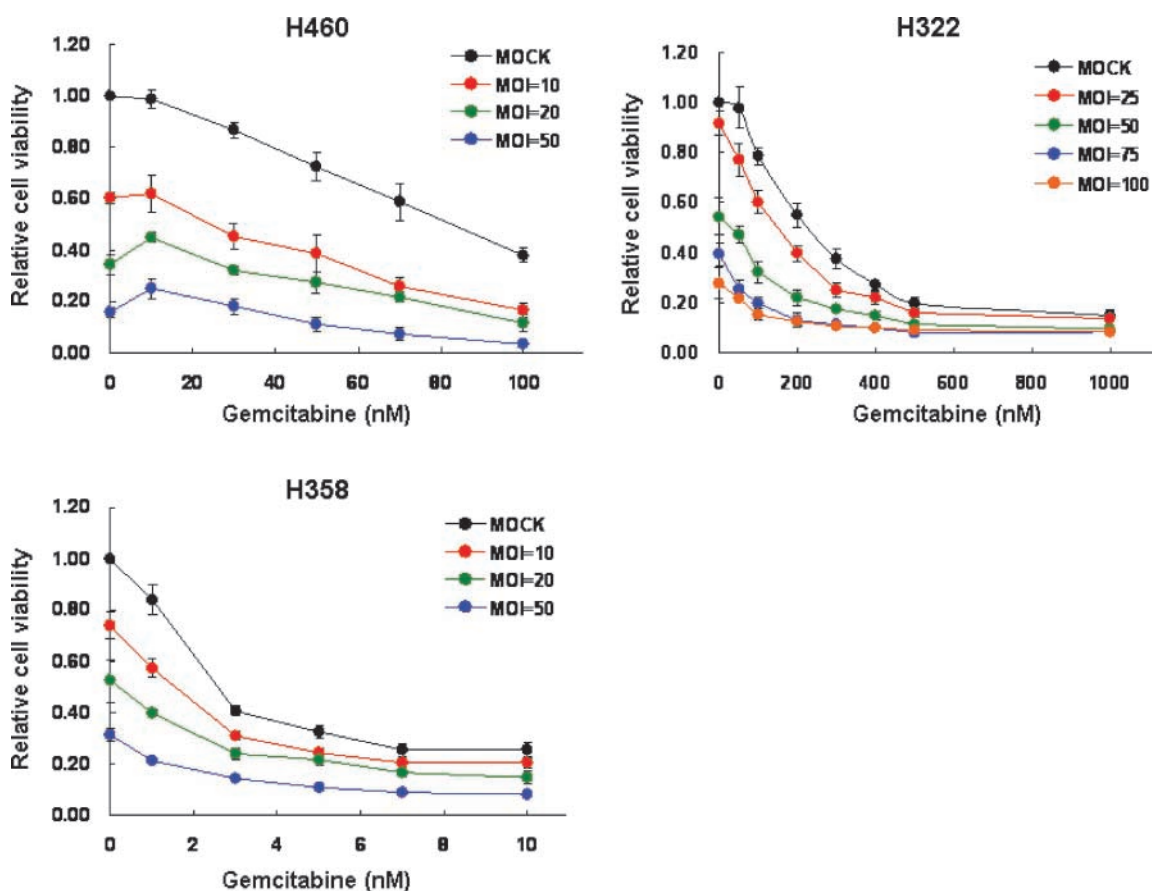 H460
Relative cell viability
1.20
1.00
0.80
0.60
0.40
0.20
0.00
0 20 40 60 80 100
Gemcitabine (nM)
MOCK
MOI=10
MOI=20
MOI=50
H322
Relative cell viability
1.20
1.00
0.80
0.60
0.40
0.20
0.00
0 200 400 600 800 1000
Gemcitabine (nM)
MOCK
MOI=25
MOI=50
MOI=75
MOI=100
H358
Relative cell viability
1.20
1.00
0.80
0.60
0.40
0.20
0.00
0 2 4 6 8 10
Gemcitabine (nM)
MOCK
MOI=10
MOI=20
MOI=50